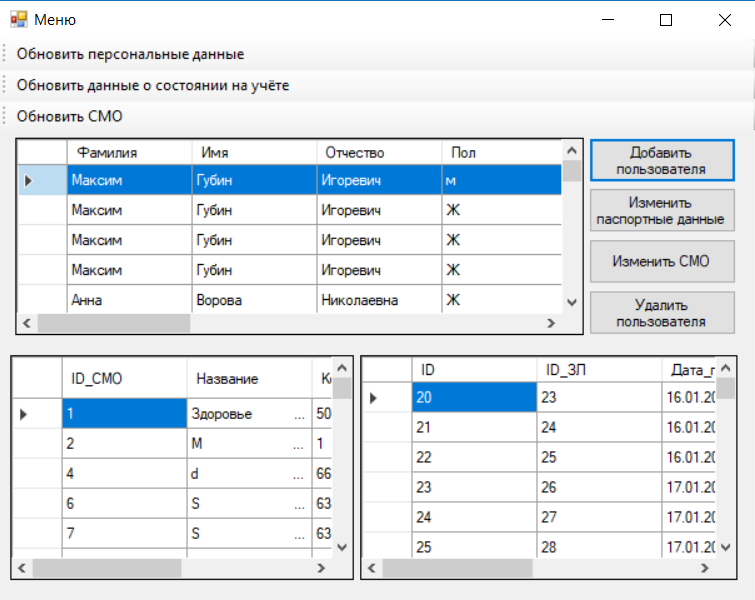 Меню
Обновить персональные данные
Обновить данные о состоянии на учёте
Обновить СМО
Фамилия Имя Отчество Пол
Максим Губин Игоревич м
Максим Губин Игоревич Ж
Максим Губин Игоревич Ж
Максим Губин Игоревич Ж
Анна Ворова Николаевна Ж
Добавить
пользователя
Изменить
паспортные данные
Изменить СМО
Удалить
пользователя
ID_СМО Название
1 Здоровье ... 50
2 М ... 1
4 d ... 66
6 S ... 63
7 S ... 63
ID ID_ЗП Дата_г
20 23 16.01.20
21 24 16.01.20
22 25 16.01.20
23 26 17.01.20
24 27 17.01.20
25 28 17.01.20